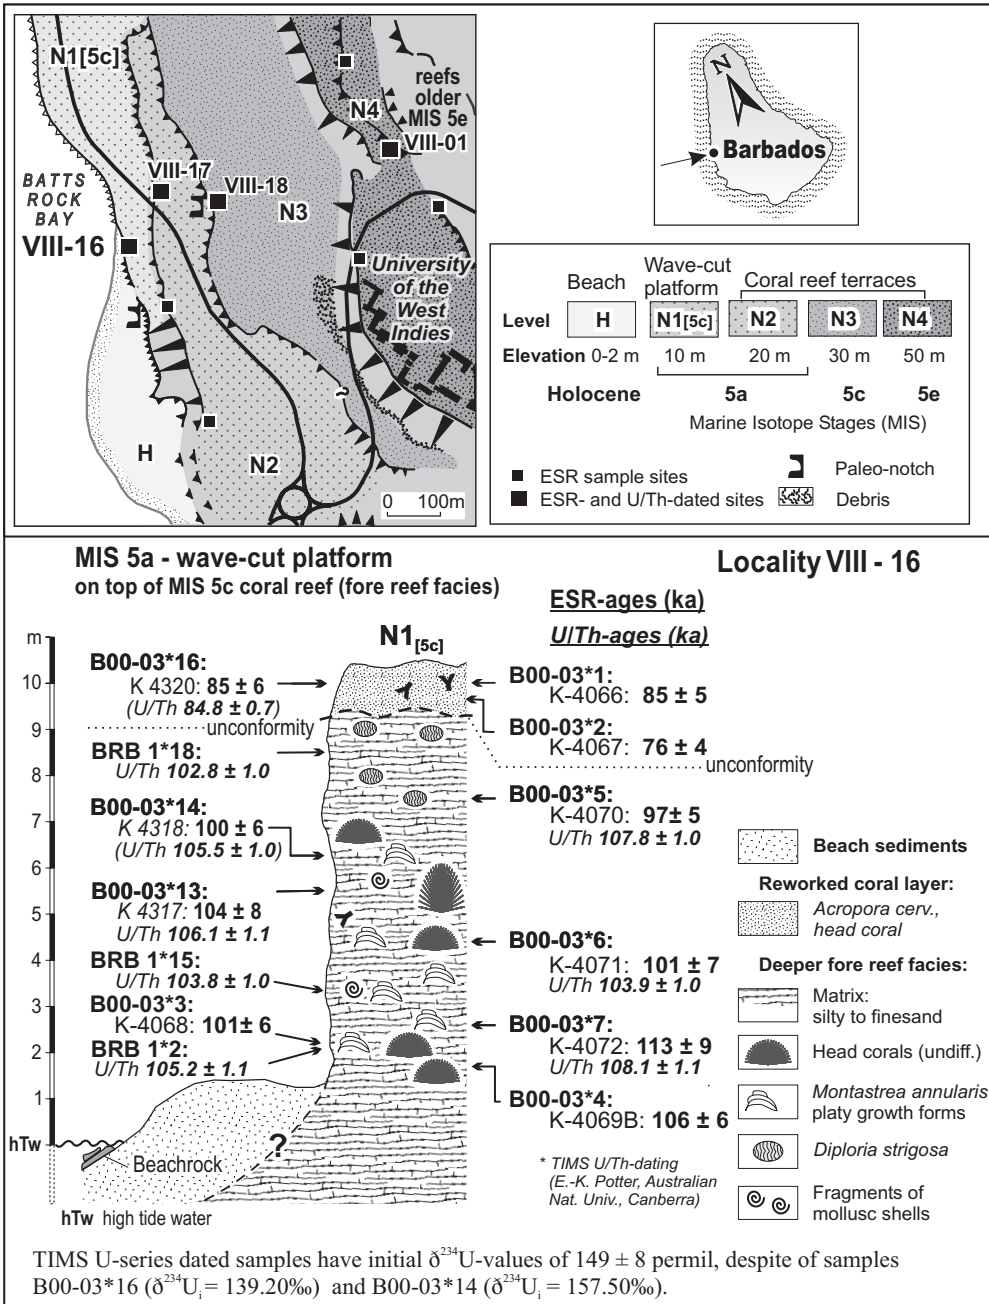 N1[5c]
reefs
older
MIS 5e
N4
VIII-01
VIII-17
VIII-18
BATTS
ROCK
BAY
N3
VIII-16
University
of the
West
Indies
?
H
N2
0 100m
N
Barbados
Beach
Wave-cut
platform
Coral reef terraces
Level H N1[5c] N2 N3 N4
Elevation 0-2 m 10 m 20 m 30 m 50 m
Holocene 5a 5c 5e
Marine Isotope Stages (MIS)
ESR sample sites
ESR- and U/Th-dated sites
Paleo-notch
Debris
MIS 5a - wave-cut platform
on top of MIS 5c coral reef (fore reef facies)
Locality VIII - 16
ESR-ages (ka)
U/Th-ages (ka)
N1[5c]
m
10
9
8
7
6
5
4
3
2
1
hTw
B00-03*16:
K 4320: 85 ± 6
(U/Th 84.8 ± 0.7)
unconformity
BRB 1*18:
U/Th 102.8 ± 1.0
B00-03*14:
K 4318: 100 ± 6
(U/Th 105.5 ± 1.0)
B00-03*13:
K 4317: 104 ± 8
U/Th 106.1 ± 1.1
BRB 1*15:
U/Th 103.8 ± 1.0
B00-03*3:
K-4068: 101± 6
BRB 1*2:
U/Th 105.2 ± 1.1
B00-03*1:
K-4066: 85 ± 5
B00-03*2:
K-4067: 76 ± 4
unconformity
B00-03*5:
K-4070: 97± 5
U/Th 107.8 ± 1.0
B00-03*6:
K-4071: 101 ± 7
U/Th 103.9 ± 1.0
B00-03*7:
K-4072: 113 ± 9
U/Th 108.1 ± 1.1
B00-03*4:
K-4069B: 106 ± 6
* TIMS U/Th-dating
(E.-K. Potter, Australian
Nat. Univ., Canberra)
Beach sediments
Reworked coral layer:
Acropora cerv.,
head coral
Deeper fore reef facies:
Matrix:
silty to finesand
Head corals (undiff.)
Montastrea annularis
platy growth forms
Diploria strigosa
Fragments of
mollusc shells
?
Beachrock
hTw high tide water
TIMS U-series dated samples have initial ð²³⁴U-values of 149 ± 8 permil, despite of samples
B00-03*16 (ð²³⁴Uᵢ = 139.20‰) and B00-03*14 (ð²³⁴Uᵢ = 157.50‰).